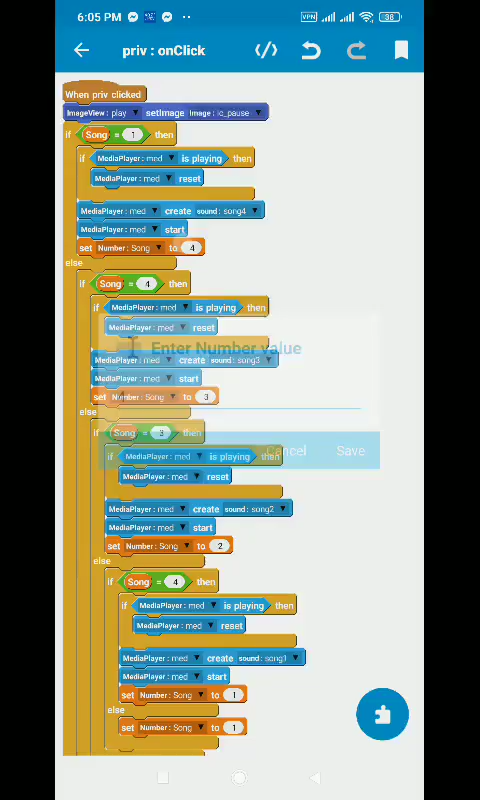 6:05 PM VPN 38
priv : onClick
When priv clicked
ImageView : play setImage Image : ic_pause
if Song = 1 then
if MediaPlayer : med is playing then
MediaPlayer : med reset
MediaPlayer : med create sound : song4
MediaPlayer : med start
set Number : Song to 4
else
if Song = 4 then
if MediaPlayer : med is playing then
MediaPlayer : med reset
Enter Number value
MediaPlayer : med create sound : song3
MediaPlayer : med start
set Number : Song to 3
else
if Song = 3 then
Cancel Save
if MediaPlayer : med is playing then
MediaPlayer : med reset
MediaPlayer : med create sound : song2
MediaPlayer : med start
set Number : Song to 2
else
if Song = 4 then
if MediaPlayer : med is playing then
MediaPlayer : med reset
MediaPlayer : med create sound : song1
MediaPlayer : med start
set Number : Song to 1
else
set Number : Song to 1